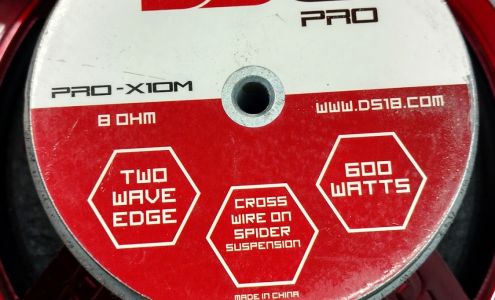 PRO
PRO-X10M
8 OHM
WWW.DS18.COM
TWO
WAVE
EDGE
CROSS
WIRE ON
SPIDER
SUSPENSION
600
WATTS
MADE IN CHINA